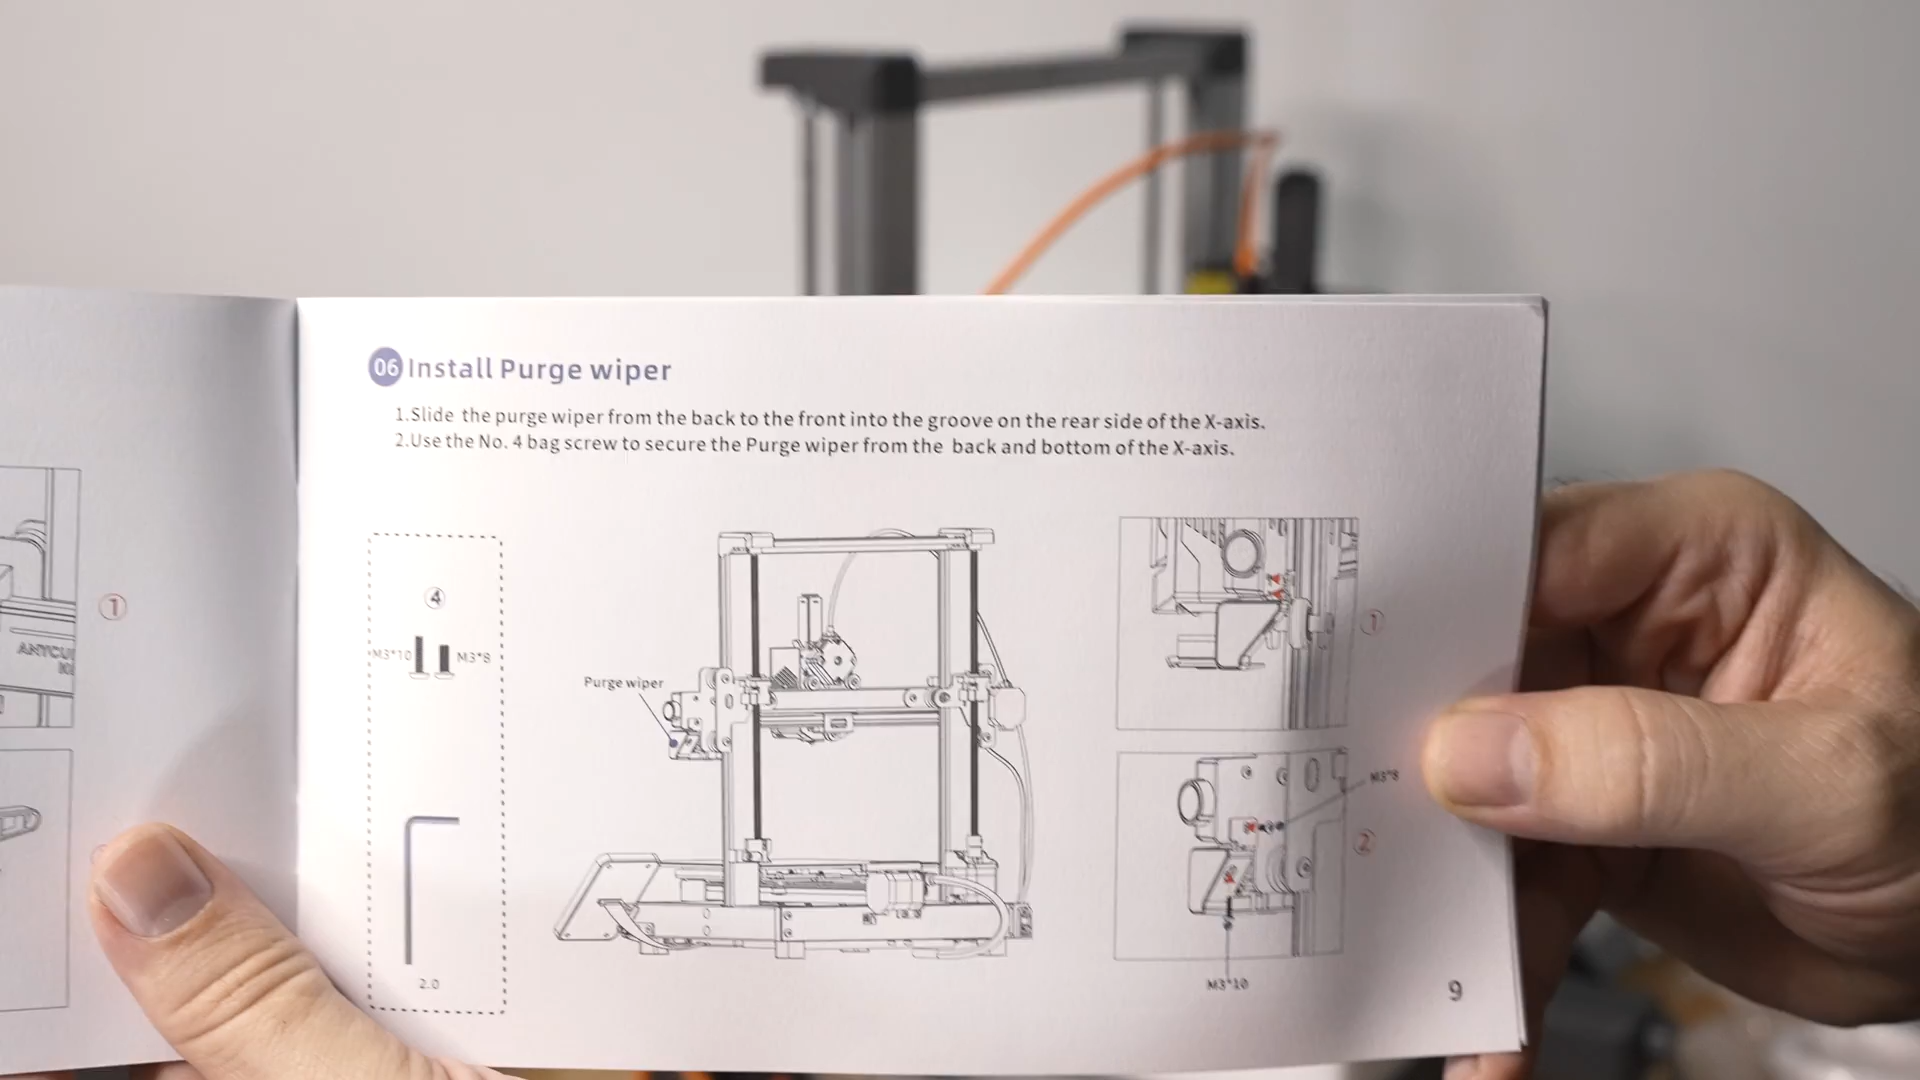 ①
ANYCU
06 Install Purge wiper
1.Slide the purge wiper from the back to the front into the groove on the rear side of the X-axis.
2.Use the No. 4 bag screw to secure the Purge wiper from the back and bottom of the X-axis.
④
M3*10 M3*8
2.0
Purge wiper
①
M3*8
②
M3*10
9